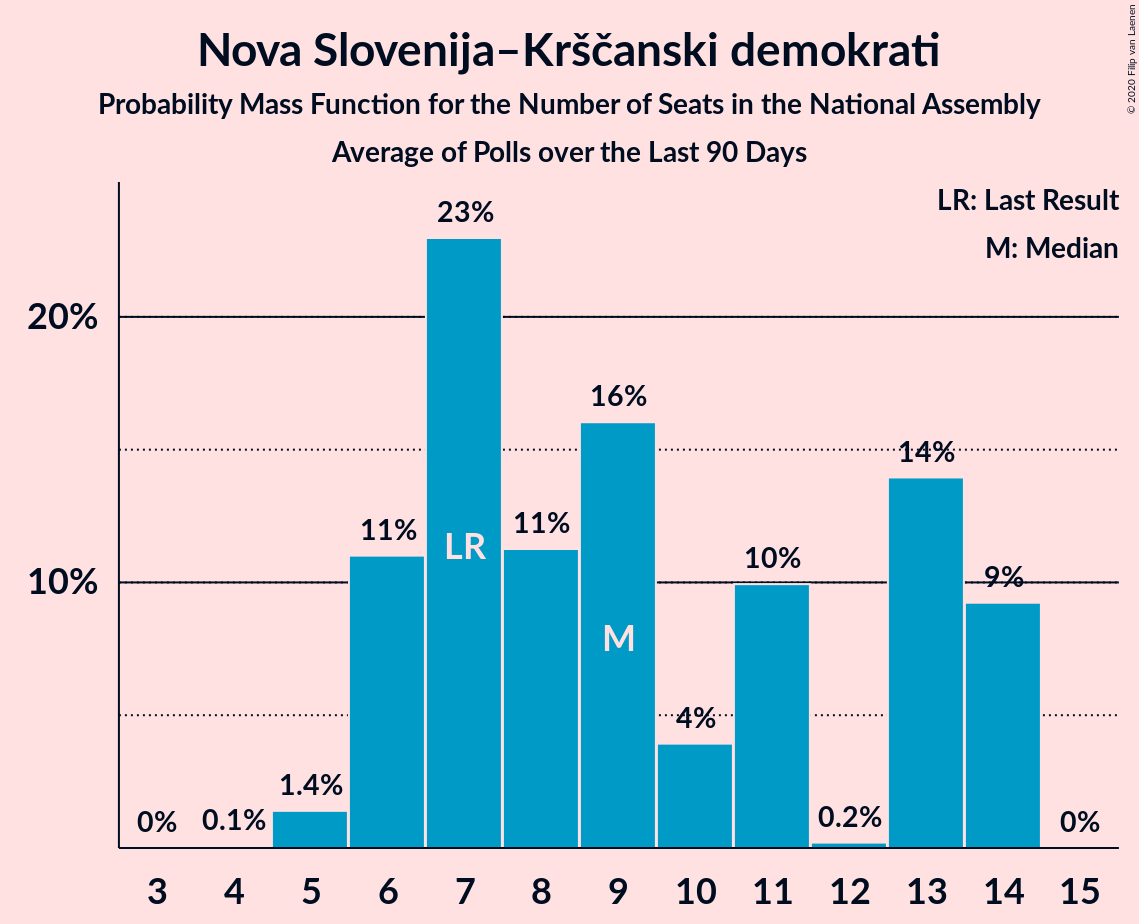 Nova Slovenija–Krščanski demokrati
Probability Mass Function for the Number of Seats in the National Assembly
Average of Polls over the Last 90 Days
© 2020 Filip van Laenen
LR: Last Result
M: Median
23%
20%
16%
14%
11%
11%
LR
10%
10%
9%
M
4%
1.4%
0%
0.1%
0.2%
0%
3 4 5 6 7 8 9 10 11 12 13 14 15